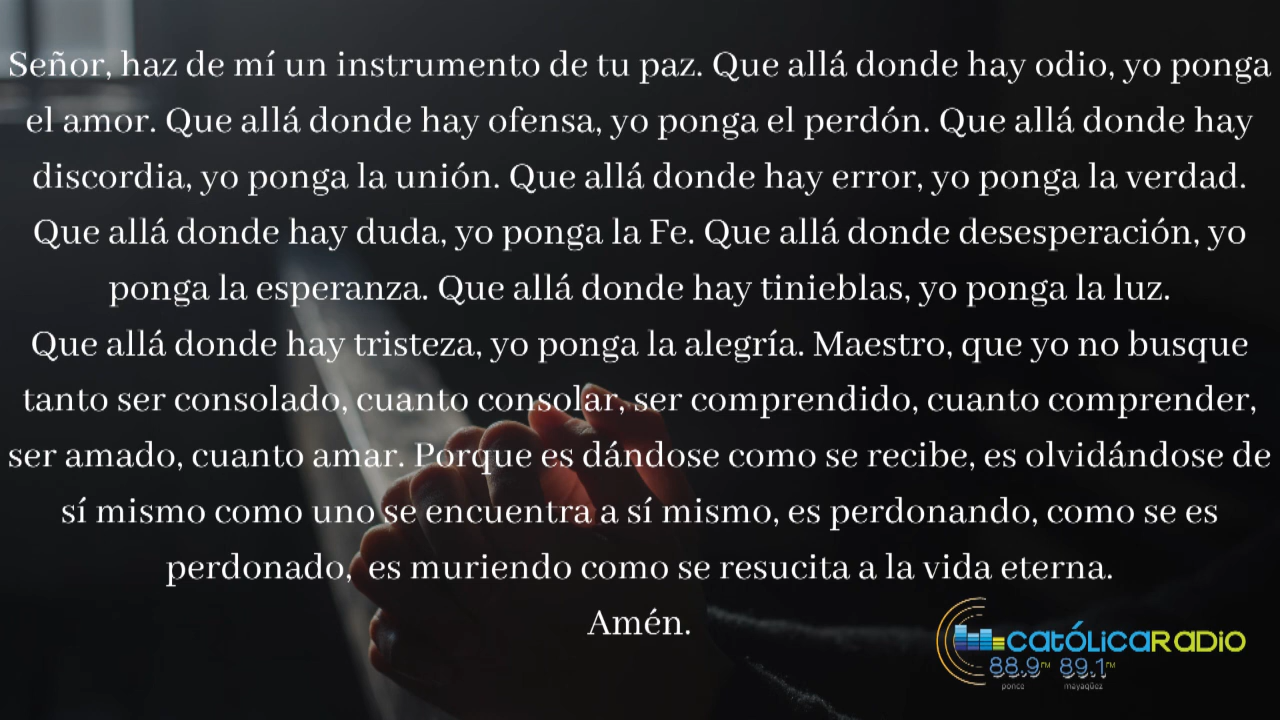 Señor, haz de mí un instrumento de tu paz. Que allá donde hay odio, yo ponga
el amor. Que allá donde hay ofensa, yo ponga el perdón. Que allá donde hay
discordia, yo ponga la unión. Que allá donde hay error, yo ponga la verdad.
Que allá donde hay duda, yo ponga la Fe. Que allá donde desesperación, yo
ponga la esperanza. Que allá donde hay tinieblas, yo ponga la luz.
Que allá donde hay tristeza, yo ponga la alegría. Maestro, que yo no busque
tanto ser consolado, cuanto consolar, ser comprendido, cuanto comprender,
ser amado, cuanto amar. Porque es dándose como se recibe, es olvidándose de
sí mismo como uno se encuentra a sí mismo, es perdonando, como se es
perdonado, es muriendo como se resucita a la vida eterna.
Amén.
católicaRadio
88.9FM 89.1FM
ponce mayagüez